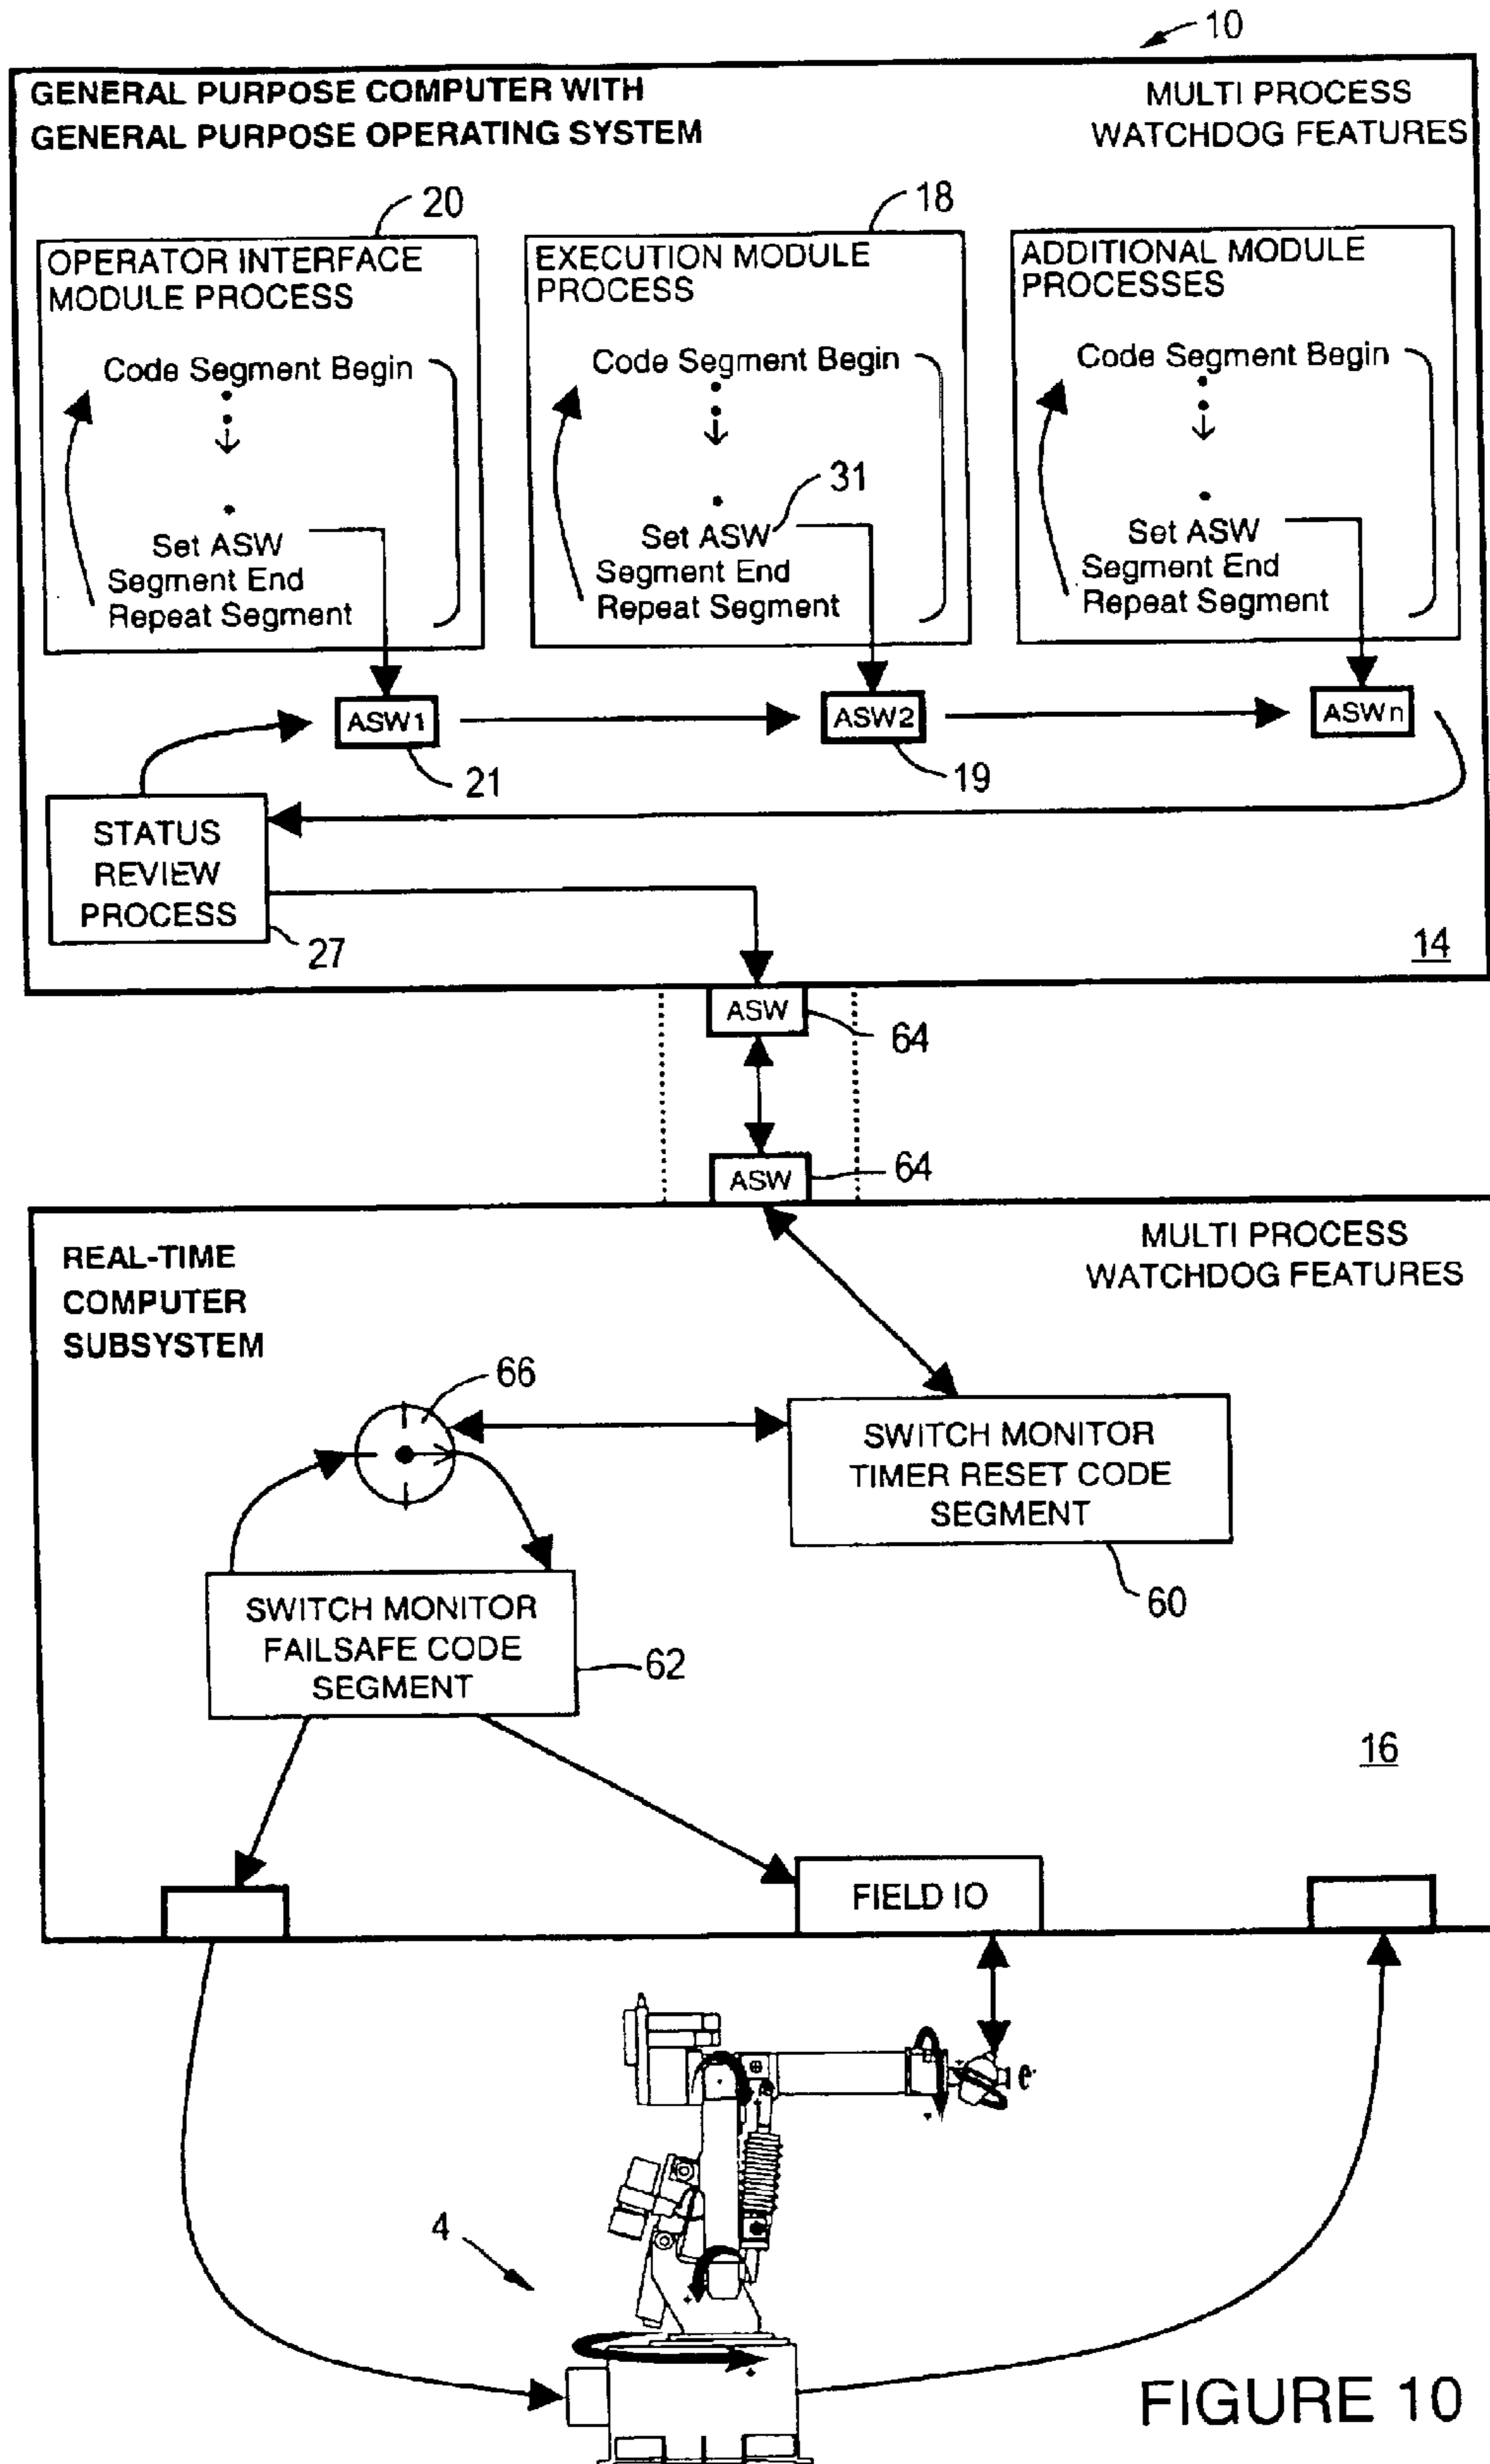 10
GENERAL PURPOSE COMPUTER WITH
GENERAL PURPOSE OPERATING SYSTEM
MULTI PROCESS
WATCHDOG FEATURES
20
OPERATOR INTERFACE
MODULE PROCESS
Code Segment Begin
Set ASW
Segment End
Repeat Segment
18
EXECUTION MODULE
PROCESS
Code Segment Begin
31
Set ASW
Segment End
Repeat Segment
ADDITIONAL MODULE
PROCESSES
Code Segment Begin
Set ASW
Segment End
Repeat Segment
ASW1
ASW2
ASWn
21
19
STATUS
REVIEW
PROCESS
27
14
ASW
64
ASW
64
REAL-TIME
COMPUTER
SUBSYSTEM
MULTI PROCESS
WATCHDOG FEATURES
66
SWITCH MONITOR
TIMER RESET CODE
SEGMENT
60
SWITCH MONITOR
FAILSAFE CODE
SEGMENT
62
16
FIELD IO
e
4
FIGURE 10